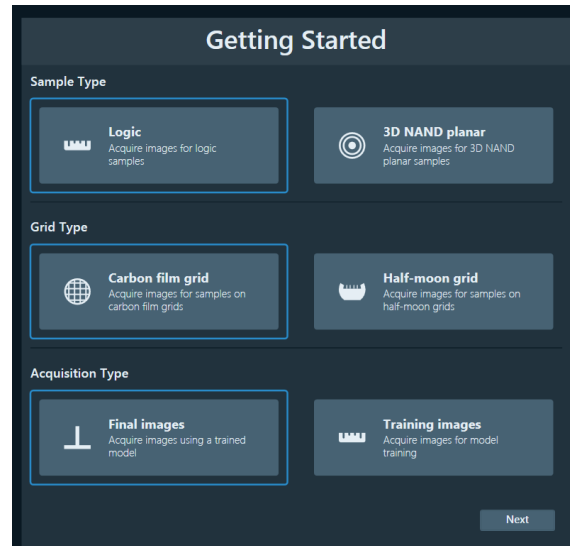 Getting Started
Sample Type
Logic
Acquire images for logic
samples
3D NAND planar
Acquire images for 3D NAND
planar samples
Grid Type
Carbon film grid
Acquire images for samples on
carbon film grids
Half-moon grid
Acquire images for samples on
half-moon grids
Acquisition Type
Final images
Acquire images using a trained
model
Training images
Acquire images for model
training
Next